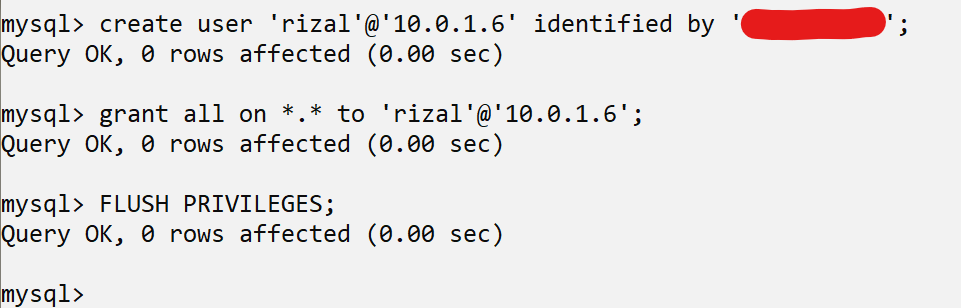 mysql> create user 'rizal'@'10.0.1.6' identified by '';
Query OK, 0 rows affected (0.00 sec)
mysql> grant all on *.* to 'rizal'@'10.0.1.6';
Query OK, 0 rows affected (0.00 sec)
mysql> FLUSH PRIVILEGES;
Query OK, 0 rows affected (0.00 sec)
mysql>